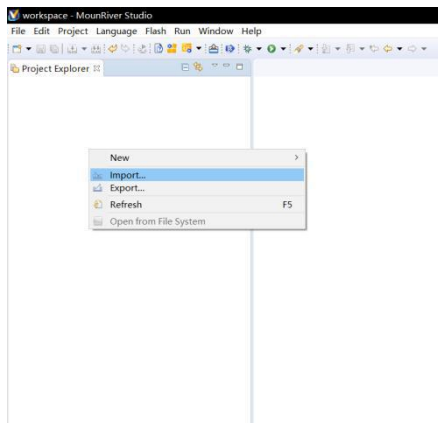 workspace - MounRiver Studio
File Edit Project Language Flash Run Window Help
Project Explorer
New
Import...
Export...
Refresh F5
Open from File System